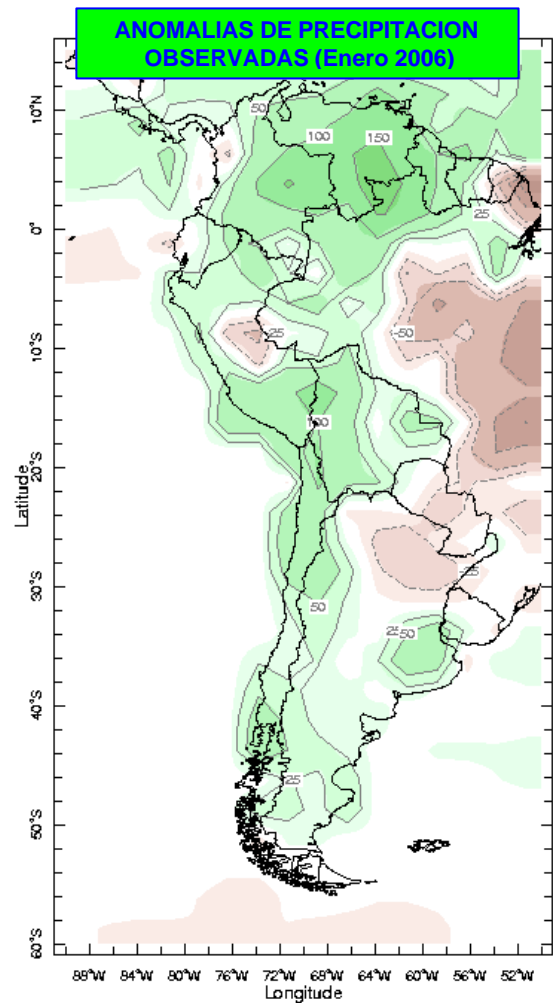 ANOMALIAS DE PRECIPITACION
OBSERVADAS (Enero 2006)
50
100
150
25
25
-50
100
50
25
50
-25
25
10°N
0°
10°S
20°S
30°S
40°S
50°S
60°S
Latitude
88°W 84°W 80°W 76°W 72°W 68°W 64°W 60°W 56°W 52°W
Longitude